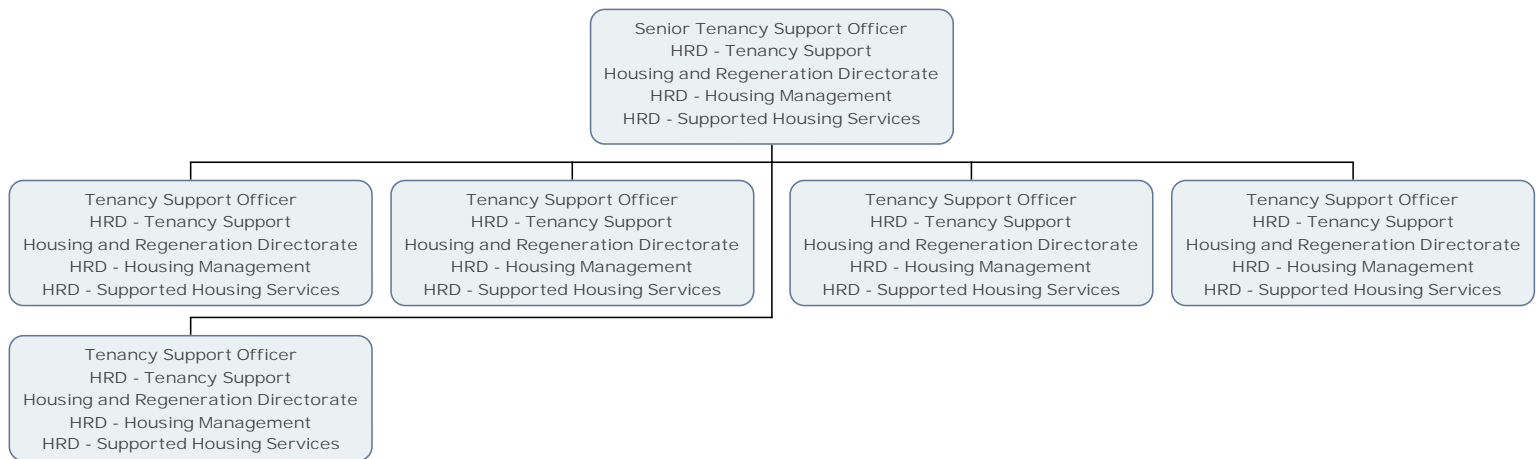 Senior Tenancy Support Officer
HRD - Tenancy Support
Housing and Regeneration Directorate
HRD - Housing Management
HRD - Supported Housing Services
Tenancy Support Officer
HRD - Tenancy Support
Housing and Regeneration Directorate
HRD - Housing Management
HRD - Supported Housing Services
Tenancy Support Officer
HRD - Tenancy Support
Housing and Regeneration Directorate
HRD - Housing Management
HRD - Supported Housing Services
Tenancy Support Officer
HRD - Tenancy Support
Housing and Regeneration Directorate
HRD - Housing Management
HRD - Supported Housing Services
Tenancy Support Officer
HRD - Tenancy Support
Housing and Regeneration Directorate
HRD - Housing Management
HRD - Supported Housing Services
Tenancy Support Officer
HRD - Tenancy Support
Housing and Regeneration Directorate
HRD - Housing Management
HRD - Supported Housing Services